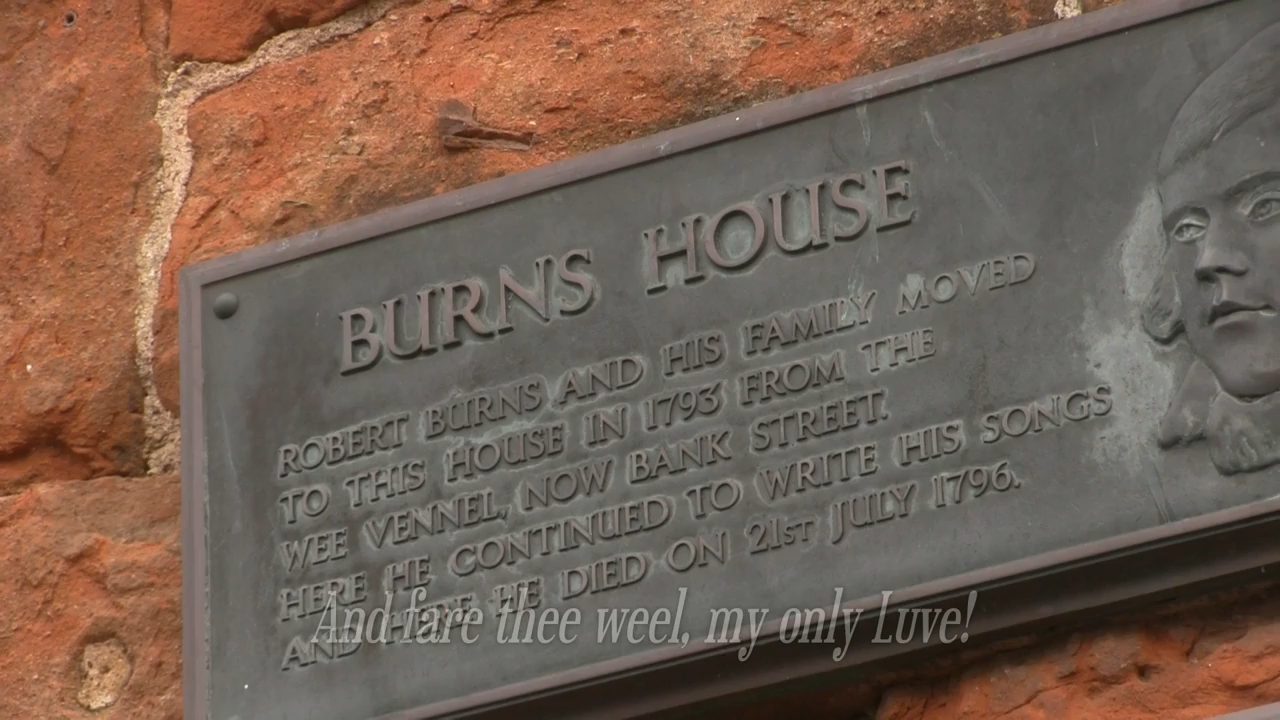 BURNS HOUSE
ROBERT BURNS AND HIS FAMILY MOVED
TO THIS HOUSE IN 1793 FROM THE
WEE VENNEL, NOW BANK STREET.
HERE HE CONTINUED TO WRITE HIS SONGS
AND HERE HE DIED ON 21ST JULY 1796.
And fare thee weel, my only Luve!